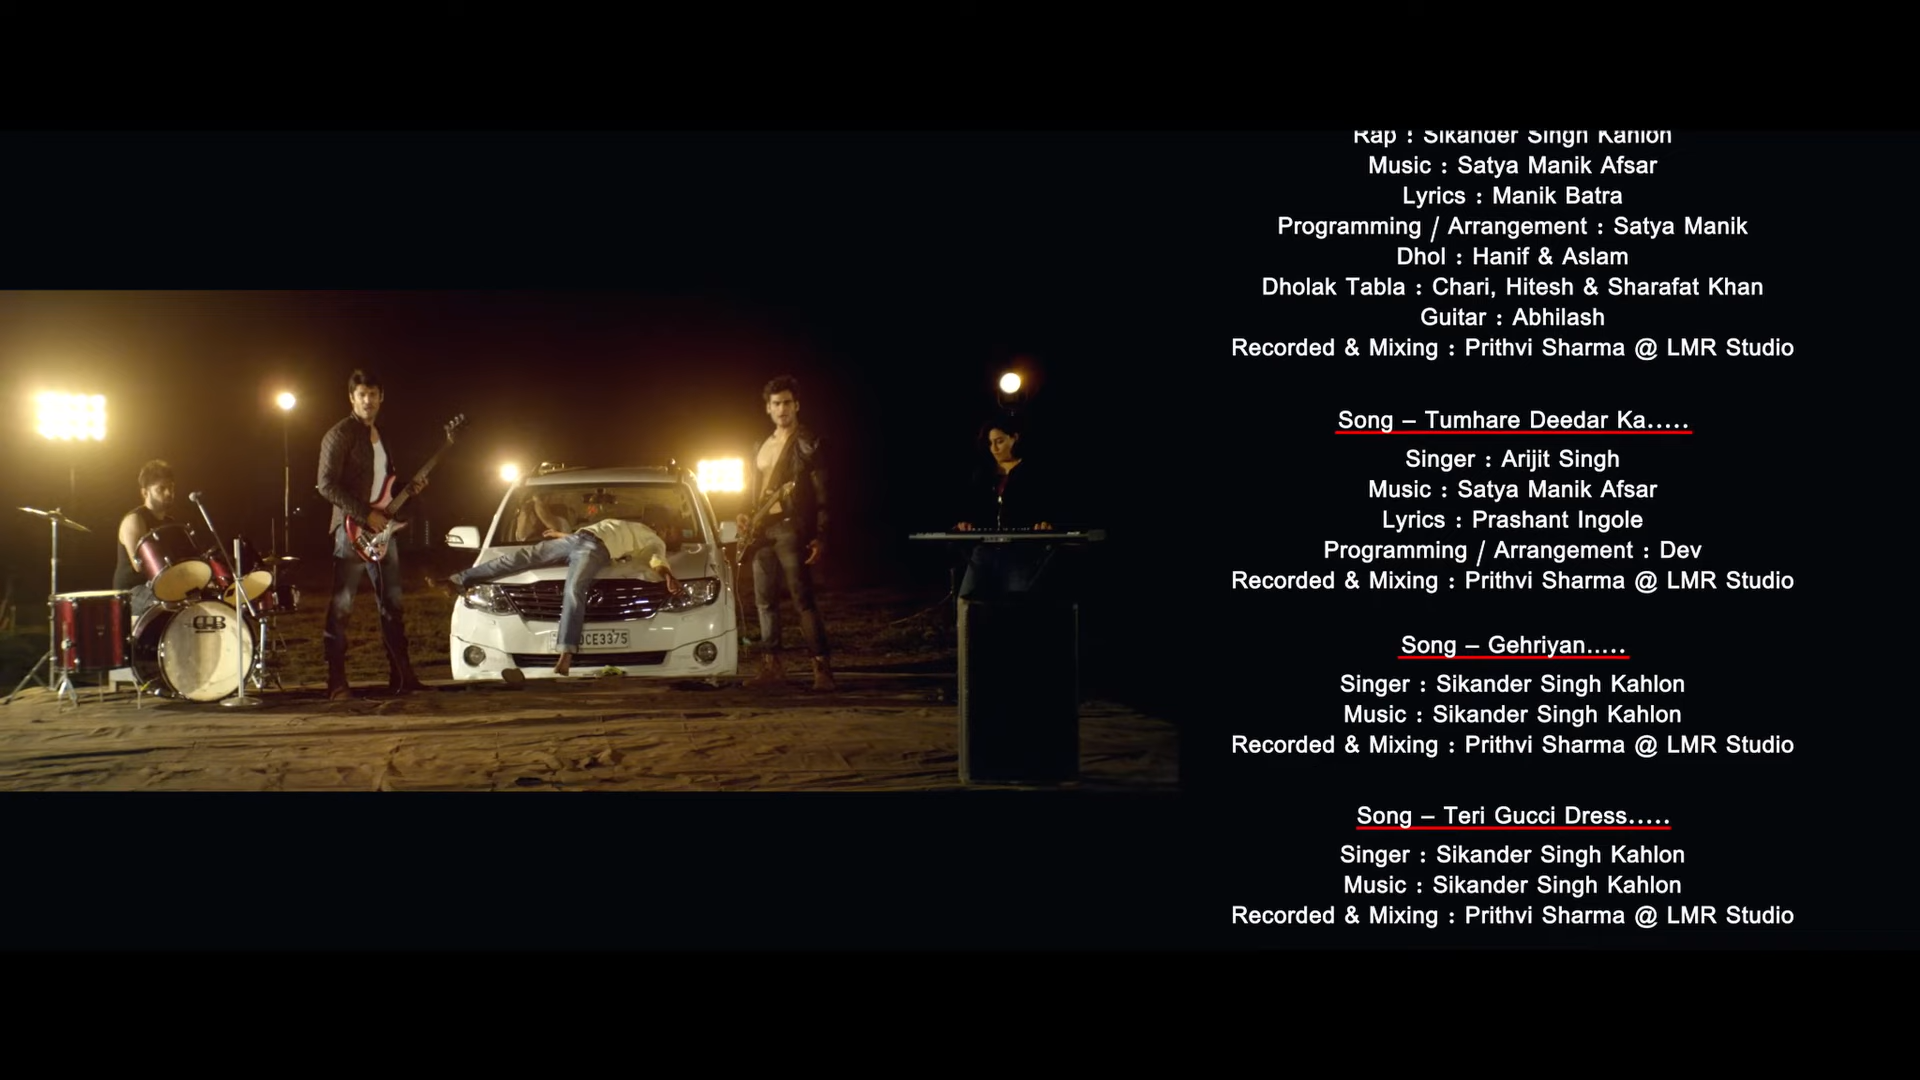 Rap : Sikander Singh Kahlon
Music : Satya Manik Afsar
Lyrics : Manik Batra
Programming / Arrangement : Satya Manik
Dhol : Hanif & Aslam
Dholak Tabla : Chari, Hitesh & Sharafat Khan
Guitar : Abhilash
Recorded & Mixing : Prithvi Sharma @ LMR Studio
Song – Tumhare Deedar Ka.....
Singer : Arijit Singh
Music : Satya Manik Afsar
Lyrics : Prashant Ingole
Programming / Arrangement : Dev
Recorded & Mixing : Prithvi Sharma @ LMR Studio
Song – Gehriyan.....
Singer : Sikander Singh Kahlon
Music : Sikander Singh Kahlon
Recorded & Mixing : Prithvi Sharma @ LMR Studio
Song – Teri Gucci Dress.....
Singer : Sikander Singh Kahlon
Music : Sikander Singh Kahlon
Recorded & Mixing : Prithvi Sharma @ LMR Studio